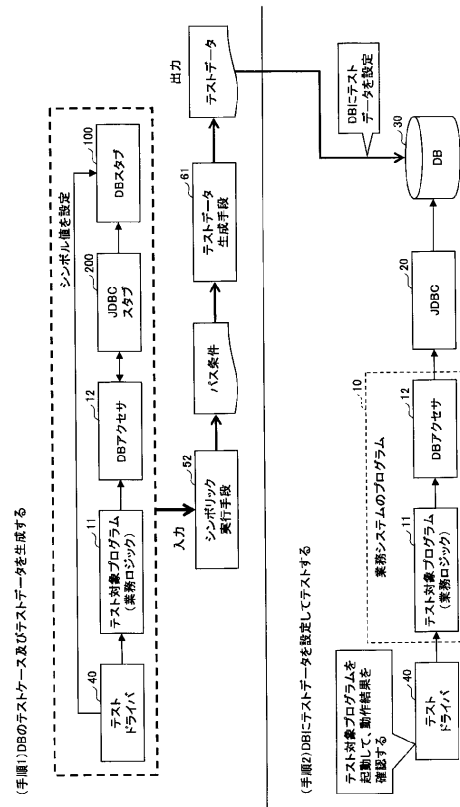 (手順1)DBのテストケース及びテストデータを生成する
シンボル値を設定
40
テスト
ドライバ
11
テスト対象プログラム
(業務ロジック)
12
DBアクセサ
200
JDBC
スタブ
100
DBスタブ
入力
52
シンボリック
実行手段
パス条件
61
テストデータ
生成手段
出力
テストデータ
DBにテスト
データを設定
(手順2)DBにテストデータを設定してテストする
テスト対象プログラムを
起動して、動作結果を
確認する
40
テスト
ドライバ
業務システムのプログラム
10
11
テスト対象プログラム
(業務ロジック)
12
DBアクセサ
20
JDBC
30
DB